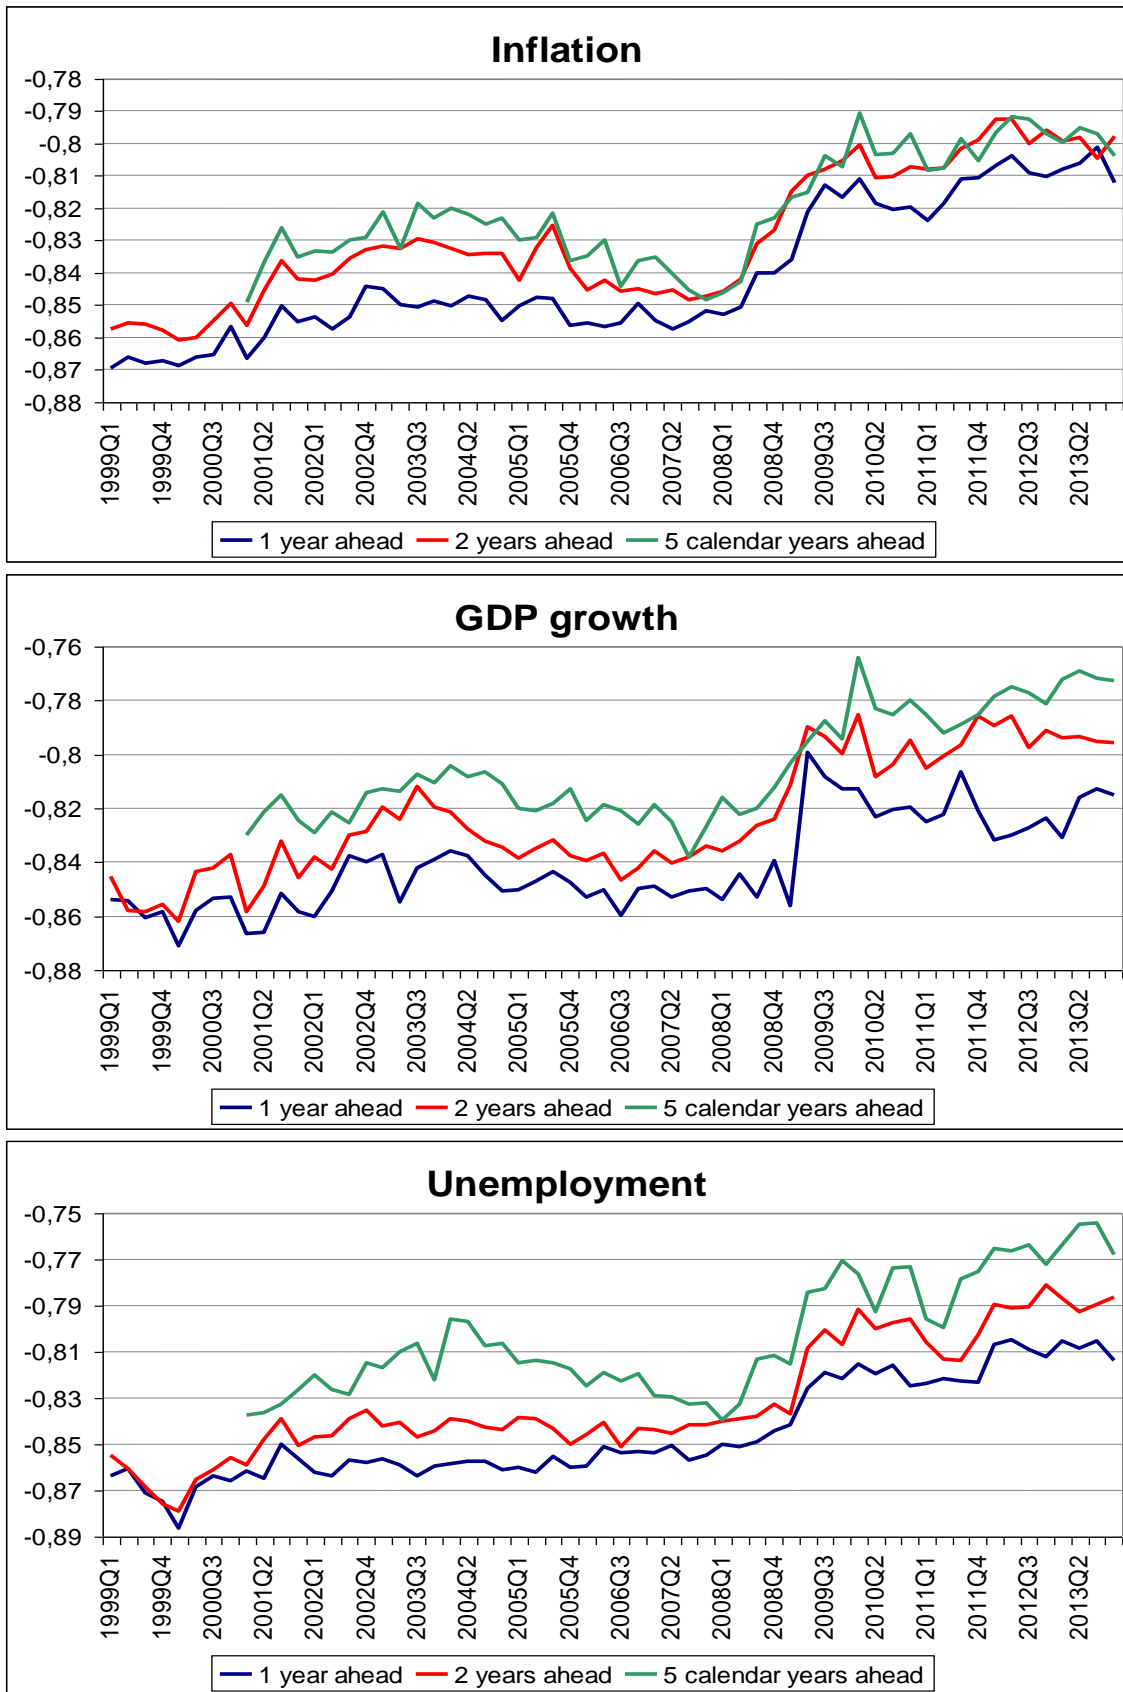 Inflation
-0,78
-0,79
-0,8
-0,81
-0,82
-0,83
-0,84
-0,85
-0,86
-0,87
-0,88
1999Q1 1999Q4 2000Q3 2001Q2 2002Q1 2002Q4 2003Q3 2004Q2 2005Q1 2005Q4 2006Q3 2007Q2 2008Q1 2008Q4 2009Q3 2010Q2 2011Q1 2011Q4 2012Q3 2013Q2
1 year ahead 2 years ahead 5 calendar years ahead
GDP growth
-0,76
-0,78
-0,8
-0,82
-0,84
-0,86
-0,88
1999Q1 1999Q4 2000Q3 2001Q2 2002Q1 2002Q4 2003Q3 2004Q2 2005Q1 2005Q4 2006Q3 2007Q2 2008Q1 2008Q4 2009Q3 2010Q2 2011Q1 2011Q4 2012Q3 2013Q2
1 year ahead 2 years ahead 5 calendar years ahead
Unemployment
-0,75
-0,77
-0,79
-0,81
-0,83
-0,85
-0,87
-0,89
1999Q1 1999Q4 2000Q3 2001Q2 2002Q1 2002Q4 2003Q3 2004Q2 2005Q1 2005Q4 2006Q3 2007Q2 2008Q1 2008Q4 2009Q3 2010Q2 2011Q1 2011Q4 2012Q3 2013Q2
1 year ahead 2 years ahead 5 calendar years ahead